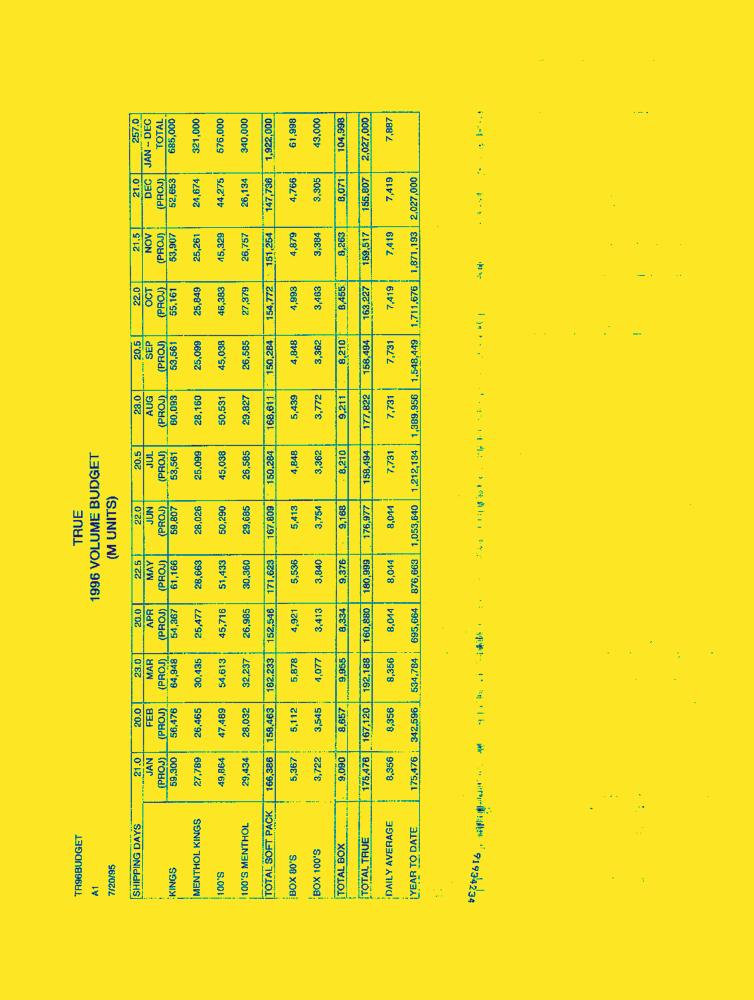 TR96BUDGET
A1
7/20/95
TRUE
1996 VOLUME BUDGET
(M UNITS)
SHIPPING DAYS 21.0 20.0 23.0 20.0 22.5 22.0 20.5 23.0 20.5 22.0 21.5 21.0 257.0
JAN FEB MAR APR MAY JUN JUL AUG SEP OCT NOV DEC JAN – DEC
(PROJ) (PROJ) (PROJ) (PROJ) (PROJ) (PROJ) (PROJ) (PROJ) (PROJ) (PROJ) (PROJ) (PROJ) TOTAL
KINGS 59,300 56,476 64,948 54,367 61,166 59,807 53,561 60,093 53,561 55,161 53,907 52,653 685,000
MENTHOL KINGS 27,789 26,465 30,435 25,477 28,663 28,026 25,099 28,160 25,099 25,849 25,261 24,674 321,000
100'S 49,864 47,489 54,613 45,716 51,433 50,290 45,038 50,531 45,038 46,383 45,329 44,275 576,000
100'S MENTHOL 29,434 28,032 32,237 26,985 30,360 29,685 26,585 29,827 26,585 27,379 26,757 26,134 340,000
TOTAL SOFT PACK 166,386 158,463 182,233 152,546 171,623 167,809 150,284 168,611 150,284 154,772 151,254 147,736 1,922,000
BOX 80'S 5,367 5,112 5,878 4,921 5,536 5,413 4,848 5,439 4,848 4,993 4,879 4,766 61,998
BOX 100'S 3,722 3,545 4,077 3,413 3,840 3,754 3,362 3,772 3,362 3,463 3,384 3,305 43,000
TOTAL BOX 9,090 8,657 9,955 8,334 9,376 9,168 8,210 9,211 8,210 8,455 8,263 8,071 104,998
TOTAL TRUE 175,476 167,120 192,188 160,880 180,999 176,977 158,494 177,822 158,494 163,227 159,517 155,807 2,027,000
DAILY AVERAGE 8,356 8,356 8,356 8,044 8,044 8,044 7,731 7,731 7,731 7,419 7,419 7,419 7,887
YEAR TO DATE 175,476 342,596 534,784 695,664 876,663 1,053,640 1,212,134 1,389,956 1,548,449 1,711,676 1,871,193 2,027,000
91934234